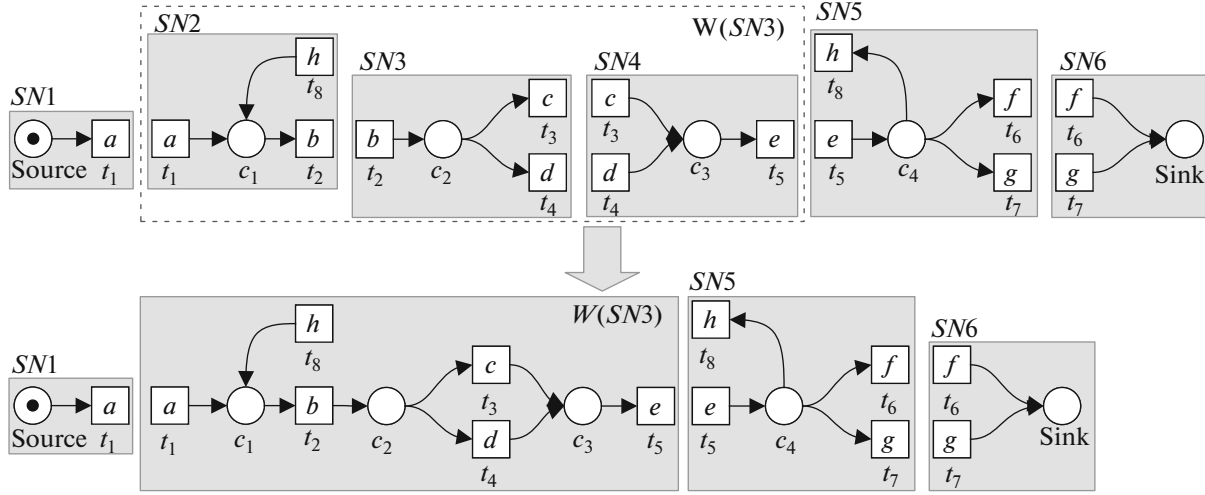 SN2
W(SN3)
SN5
h
t8
SN3
SN4
h
t8
SN6
SN1
c
t3
c
t3
f
t6
f
t6
a
a
b
b
e
e
Source
t1
t1
c1
t2
t2
c2
d
t4
d
t4
c3
t5
t5
c4
g
t7
g
t7
Sink
W(SN3)
SN5
h
t8
h
t8
SN6
SN1
c
t3
f
t6
f
t6
a
a
b
e
e
Source
t1
t1
c1
t2
c2
d
t4
c3
t5
t5
c4
g
t7
g
t7
Sink